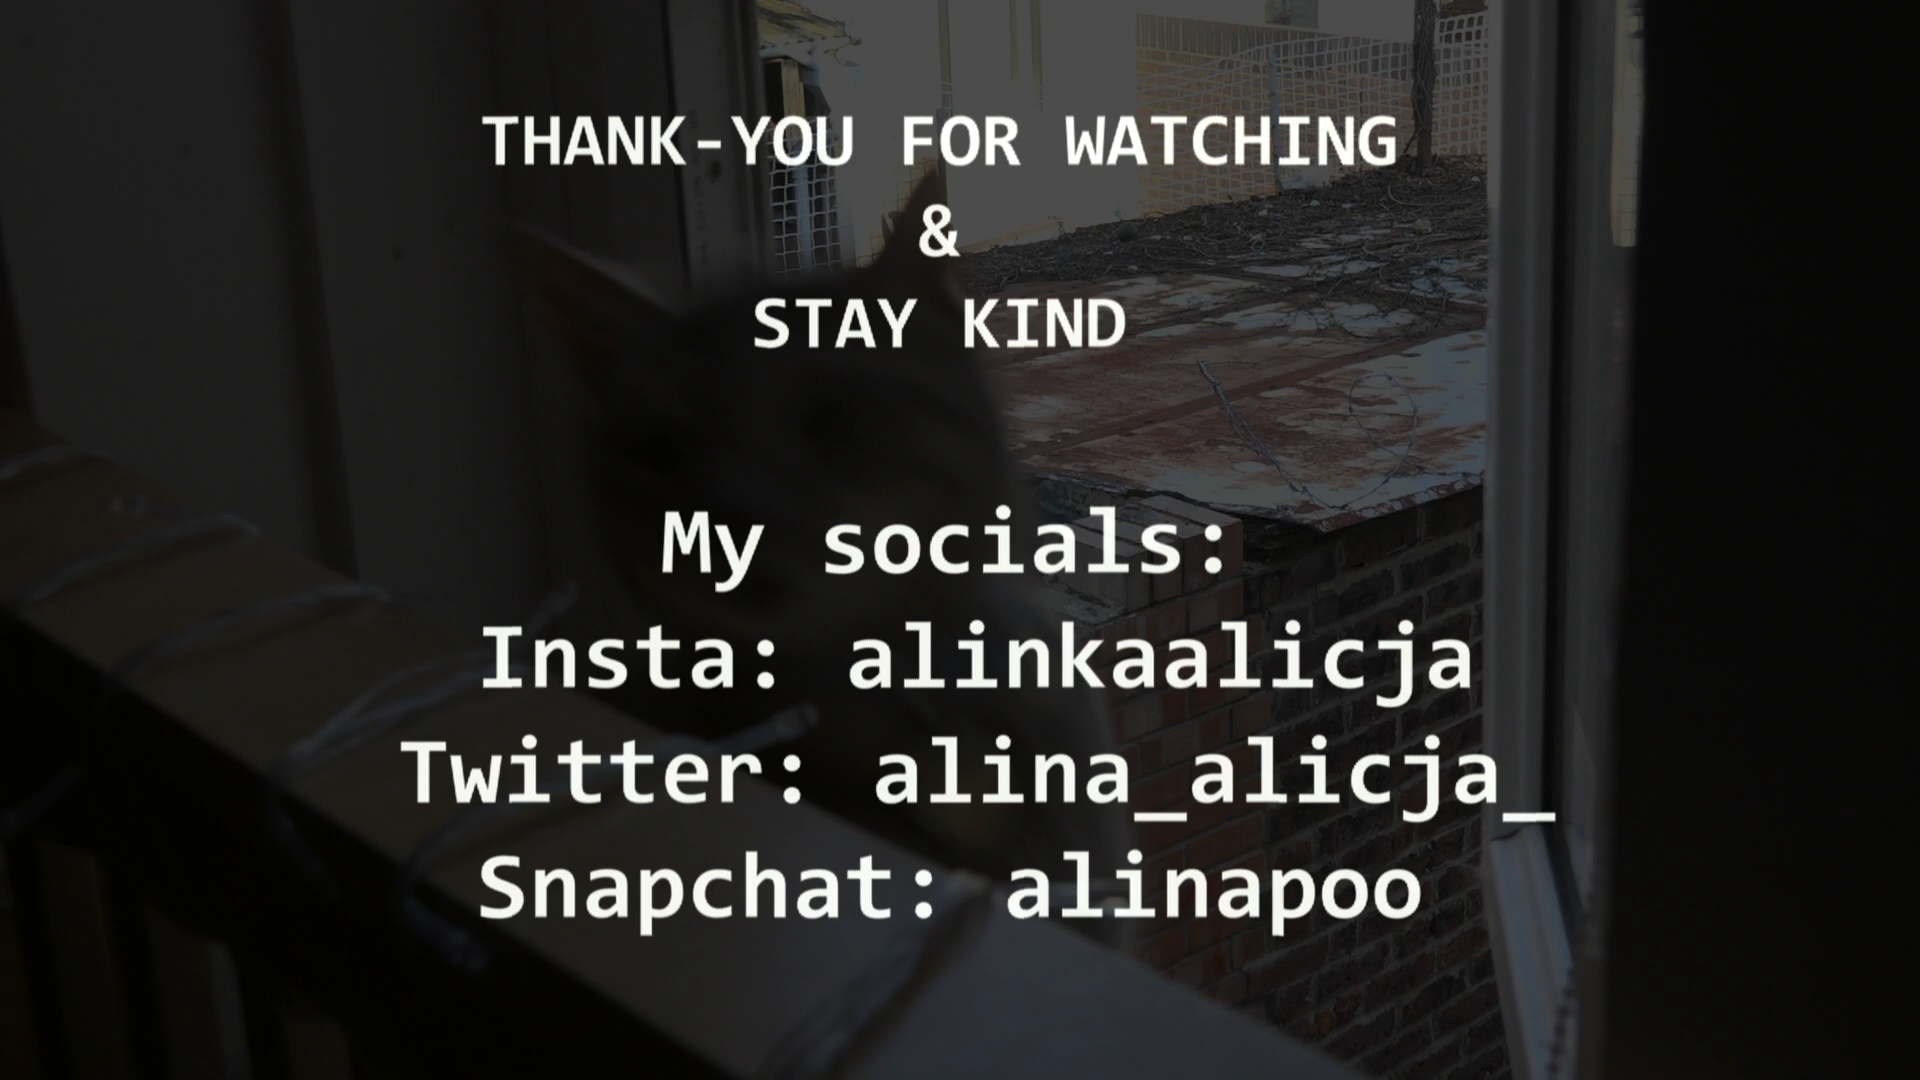 THANK-YOU FOR WATCHING
&
STAY KIND
My socials:
Insta: alinkaalicja
Twitter: alina_alicja_
Snapchat: alinapoo